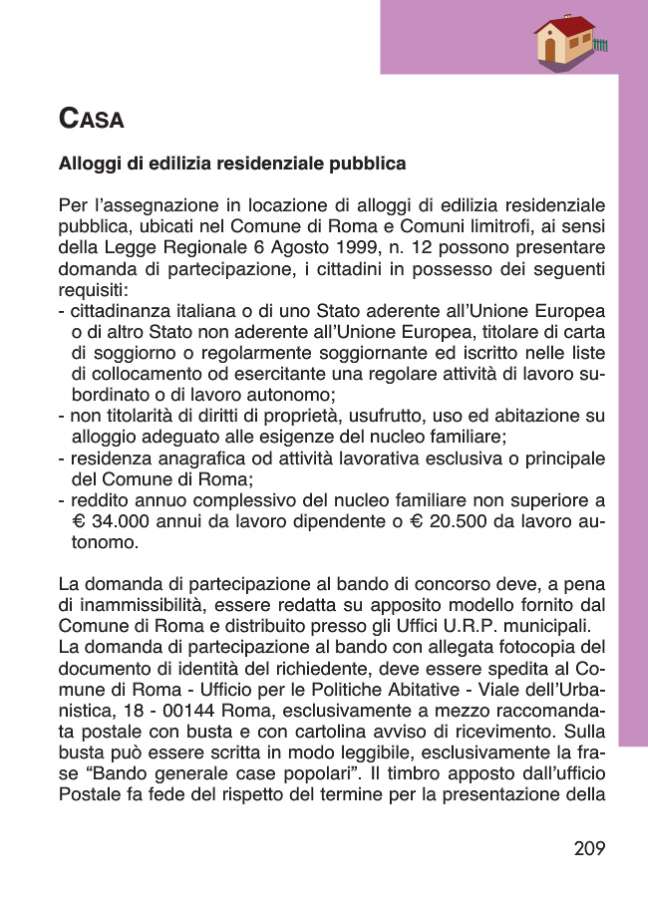 CASA
Alloggi di edilizia residenziale pubblica
Per l’assegnazione in locazione di alloggi di edilizia residenziale
pubblica, ubicati nel Comune di Roma e Comuni limitrofi, ai sensi
della Legge Regionale 6 Agosto 1999, n. 12 possono presentare
domanda di partecipazione, i cittadini in possesso dei seguenti
requisiti:
- cittadinanza italiana o di uno Stato aderente all’Unione Europea
o di altro Stato non aderente all’Unione Europea, titolare di carta
di soggiorno o regolarmente soggiornante ed iscritto nelle liste
di collocamento od esercitante una regolare attività di lavoro su-
bordinato o di lavoro autonomo;
- non titolarità di diritti di proprietà, usufrutto, uso ed abitazione su
alloggio adeguato alle esigenze del nucleo familiare;
- residenza anagrafica od attività lavorativa esclusiva o principale
del Comune di Roma;
- reddito annuo complessivo del nucleo familiare non superiore a
€ 34.000 annui da lavoro dipendente o € 20.500 da lavoro au-
tonomo.
La domanda di partecipazione al bando di concorso deve, a pena
di inammissibilità, essere redatta su apposito modello fornito dal
Comune di Roma e distribuito presso gli Uffici U.R.P. municipali.
La domanda di partecipazione al bando con allegata fotocopia del
documento di identità del richiedente, deve essere spedita al Co-
mune di Roma - Ufficio per le Politiche Abitative - Viale dell’Urba-
nistica, 18 - 00144 Roma, esclusivamente a mezzo raccomanda-
ta postale con busta e con cartolina avviso di ricevimento. Sulla
busta può essere scritta in modo leggibile, esclusivamente la fra-
se “Bando generale case popolari”. Il timbro apposto dall’ufficio
Postale fa fede del rispetto del termine per la presentazione della
209